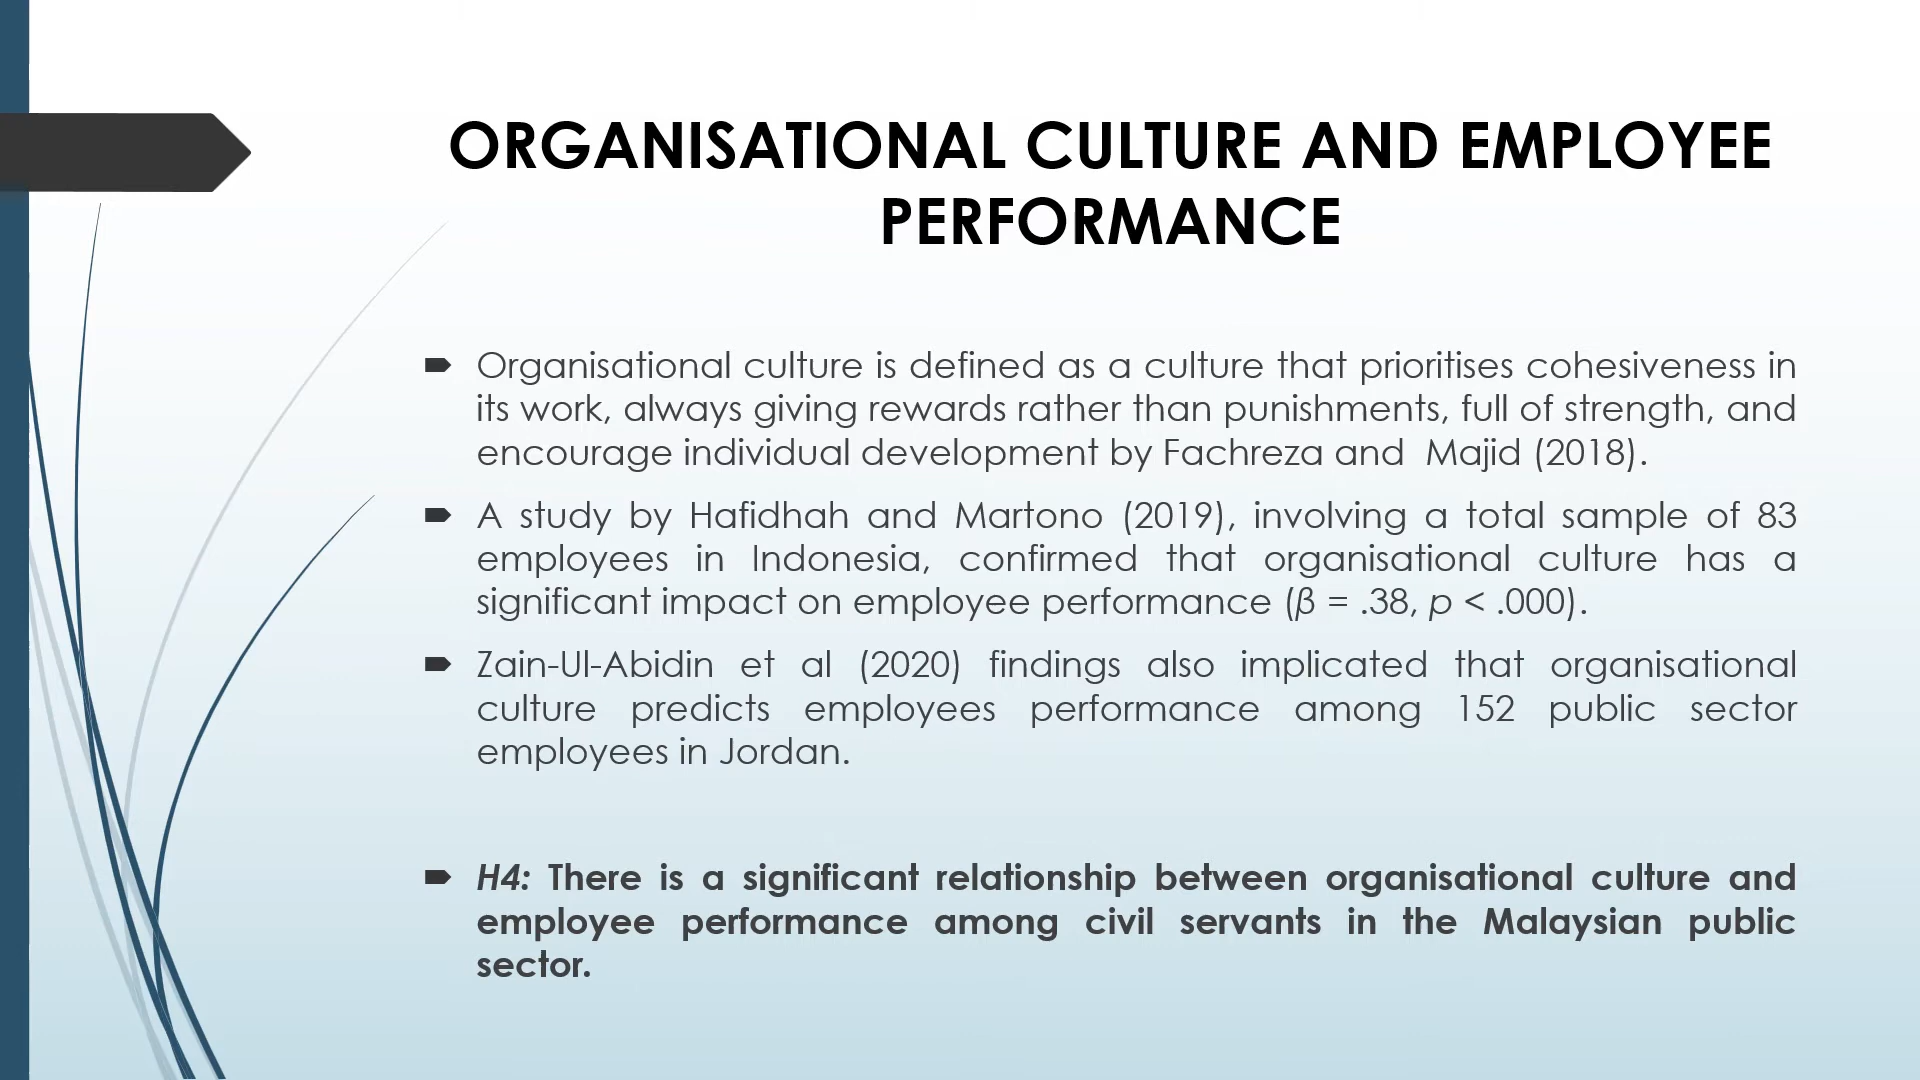 ORGANISATIONAL CULTURE AND EMPLOYEE
PERFORMANCE
Organisational culture is defined as a culture that prioritises cohesiveness in
its work, always giving rewards rather than punishments, full of strength, and
encourage individual development by Fachreza and  Majid (2018).
A study by Hafidhah and Martono (2019), involving a total sample of 83
employees in Indonesia, confirmed that organisational culture has a
significant impact on employee performance (β = .38, p < .000).
Zain-Ul-Abidin et al (2020) findings also implicated that organisational
culture predicts employees performance among 152 public sector
employees in Jordan.
H4: There is a significant relationship between organisational culture and
employee performance among civil servants in the Malaysian public
sector.